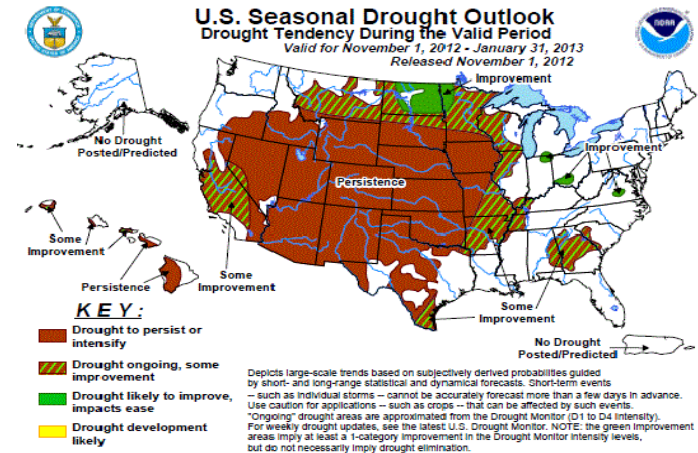 U.S. Seasonal Drought Outlook
Drought Tendency During the Valid Period
Valid for November 1, 2012 - January 31, 2013
Released November 1, 2012
NOAA
Improvement
No Drought
Posted/Predicted
Improvement
Persistence
Some
Improvement
Persistence
Some
Improvement
Some
Improvement
No Drought
Posted/Predicted
KEY:
Drought to persist or
intensify
Drought ongoing, some
improvement
Drought likely to improve,
impacts ease
Drought development
likely
Depicts large-scale trends based on subjectively derived probabilities guided
by short- and long-range statistical and dynamical forecasts. Short-term events
-- such as individual storms -- cannot be accurately forecast more than a few days in advance.
Use caution for applications -- such as crops -- that can be affected by such events.
"Ongoing" drought areas are approximated from the Drought Monitor (D1 to D4 intensity).
For weekly drought updates, see the latest U.S. Drought Monitor. NOTE: the green improvement
areas imply at least a 1-category improvement in the Drought Monitor intensity levels,
but do not necessarily imply drought elimination.